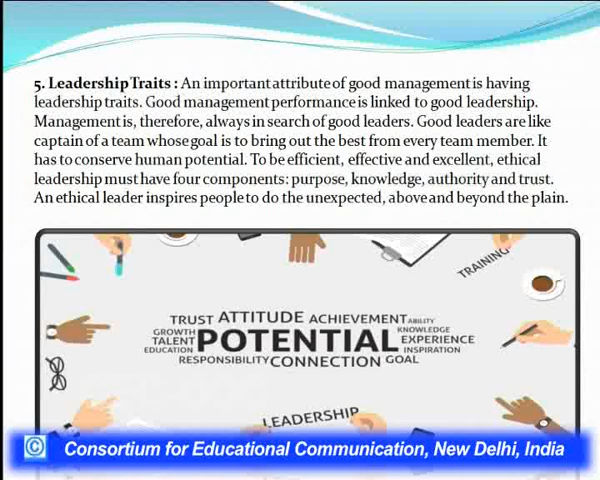 5. Leadership Traits : An important attribute of good management is having
leadership traits. Good management performance is linked to good leadership.
Management is, therefore, always in search of good leaders. Good leaders are like
captain of a team whose goal is to bring out the best from every team member. It
has to conserve human potential. To be efficient, effective and excellent, ethical
leadership must have four components: purpose, knowledge, authority and trust.
An ethical leader inspires people to do the unexpected, above and beyond the plain.
TRAINING
TRUST ATTITUDE ACHIEVEMENT ABILITY
GROWTH
TALENT
EDUCATION
POTENTIAL
KNOWLEDGE
EXPERIENCE
INSPIRATION
RESPONSIBILITY CONNECTION GOAL
LEADERSHIP
© Consortium for Educational Communication, New Delhi, India